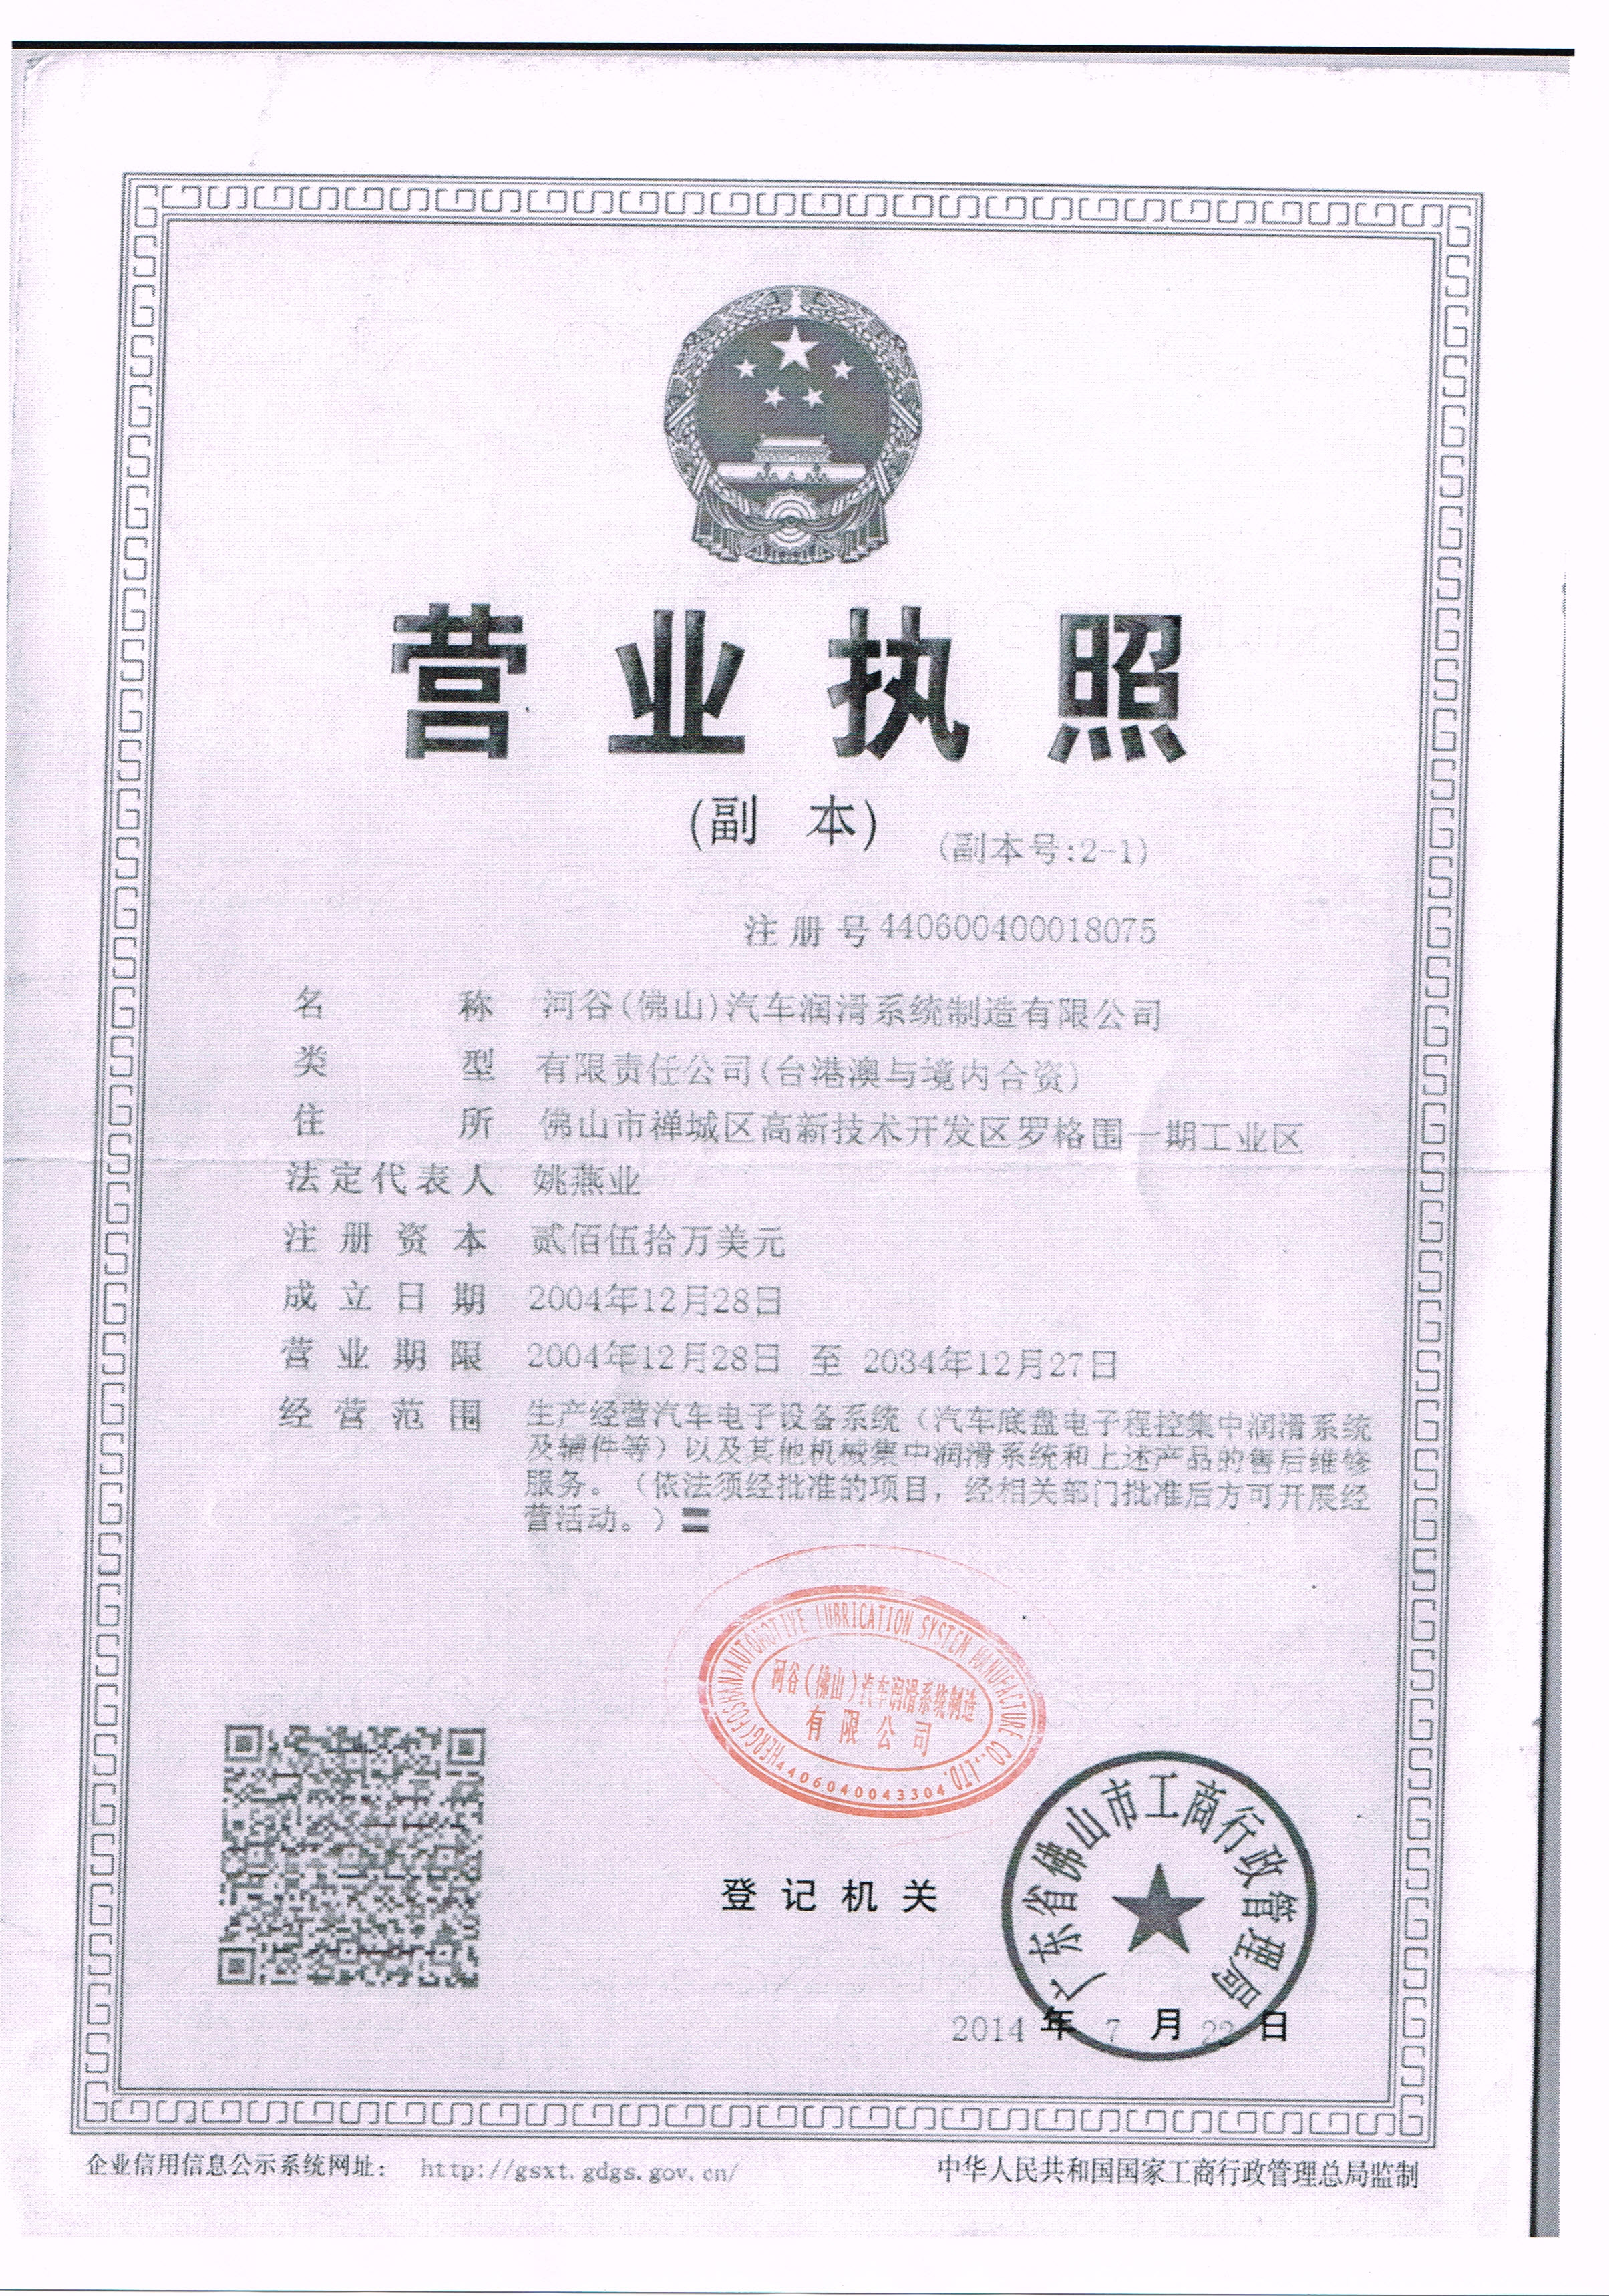 营业执照
(副 本)
(副本号:2-1)
注册号440600400018075
名 称 河谷(佛山)汽车润滑系统制造有限公司
类 型 有限责任公司(台港澳与境内合资)
住 所 佛山市禅城区高新技术开发区罗格围一期工业区
法定代表人 姚燕业
注册资本 贰佰伍拾万美元
成立日期 2004年12月28日
营业期限 2004年12月28日 至 2034年12月27日
经营范围 生产经营汽车电子设备系统(汽车底盘电子程控集中润滑系统
及辅件等)以及其他机械集中润滑系统和上述产品的售后维修
服务。(依法须经批准的项目,经相关部门批准后方可开展经
营活动。)
HERG(FOSHAN)AUTOMOTIVE LUBRICATION SYSTEM MANUFACTURE CO.,LTD.
河谷(佛山)汽车润滑系统制造
有限公司
4406040043304
登记机关
广东省佛山市工商行政管理局
2014 年 7 月 22 日
企业信用信息公示系统网址: http://gsxt.gdgs.gov.cn/
中华人民共和国国家工商行政管理总局监制